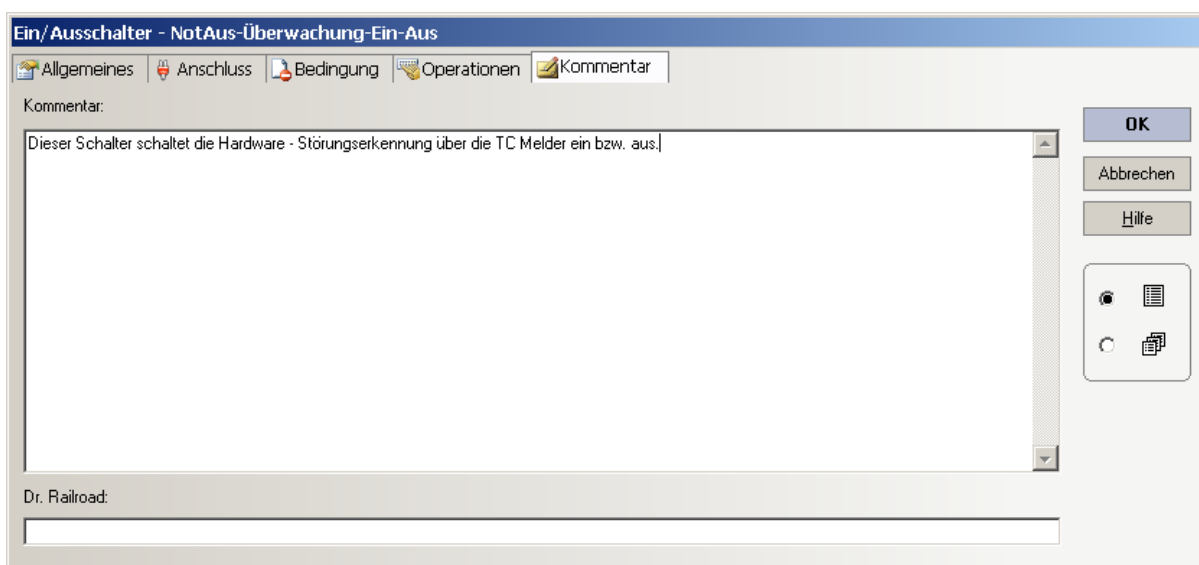 Ein/Ausschalter - NotAus-Überwachung-Ein-Aus
Allgemeines Anschluss Bedingung Operationen Kommentar
Kommentar:
Dieser Schalter schaltet die Hardware - Störungserkennung über die TC Melder ein bzw. aus.
OK
Abbrechen
Hilfe
Dr. Railroad: